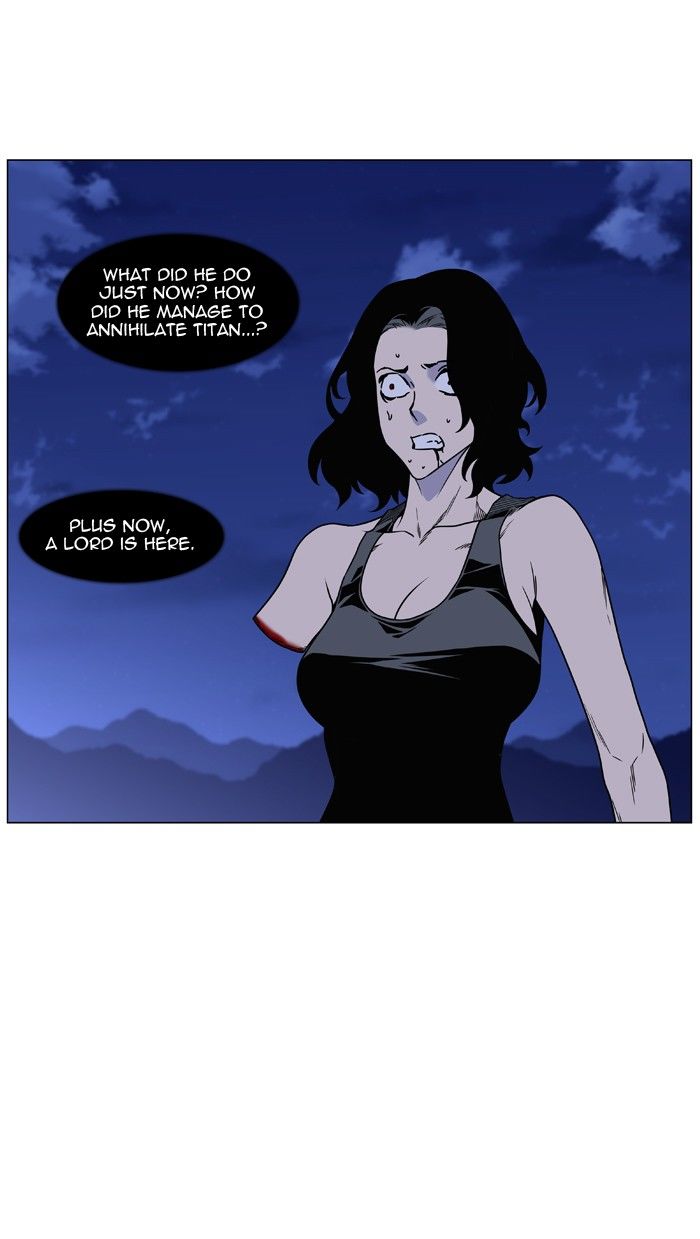 WHAT DID HE DO
JUST NOW? HOW
DID HE MANAGE TO
ANNIHILATE TITAN...?
PLUS NOW,
A LORD IS HERE.